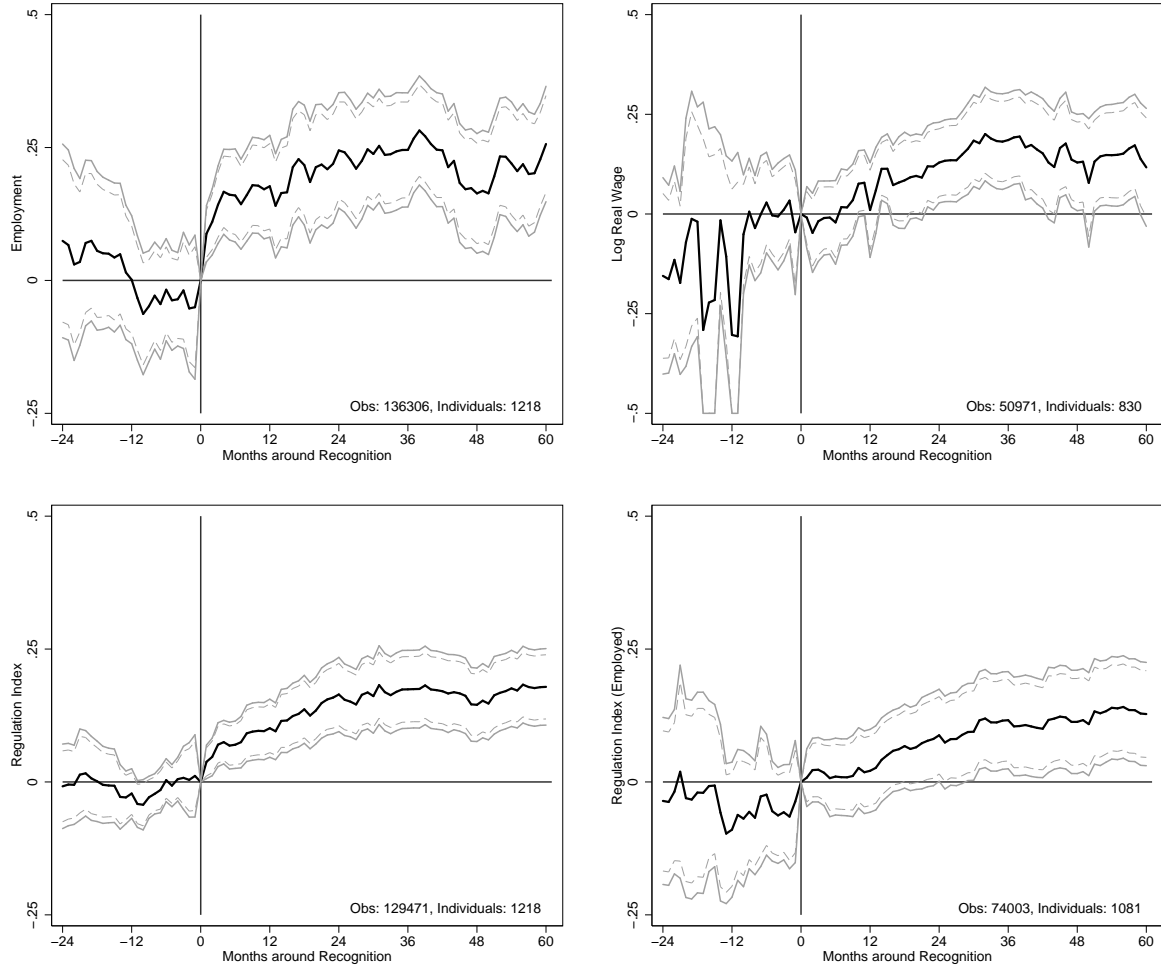 .5
.25
0
-.25
Employment
Obs: 136306, Individuals: 1218
−24 −12 0 12 24 36 48 60
Months around Recognition
.5
.25
0
-.25
-.5
Log Real Wage
Obs: 50971, Individuals: 830
−24 −12 0 12 24 36 48 60
Months around Recognition
.5
.25
0
-.25
Regulation Index
Obs: 129471, Individuals: 1218
−24 −12 0 12 24 36 48 60
Months around Recognition
.5
.25
0
-.25
Regulation Index (Employed)
Obs: 74003, Individuals: 1081
−24 −12 0 12 24 36 48 60
Months around Recognition